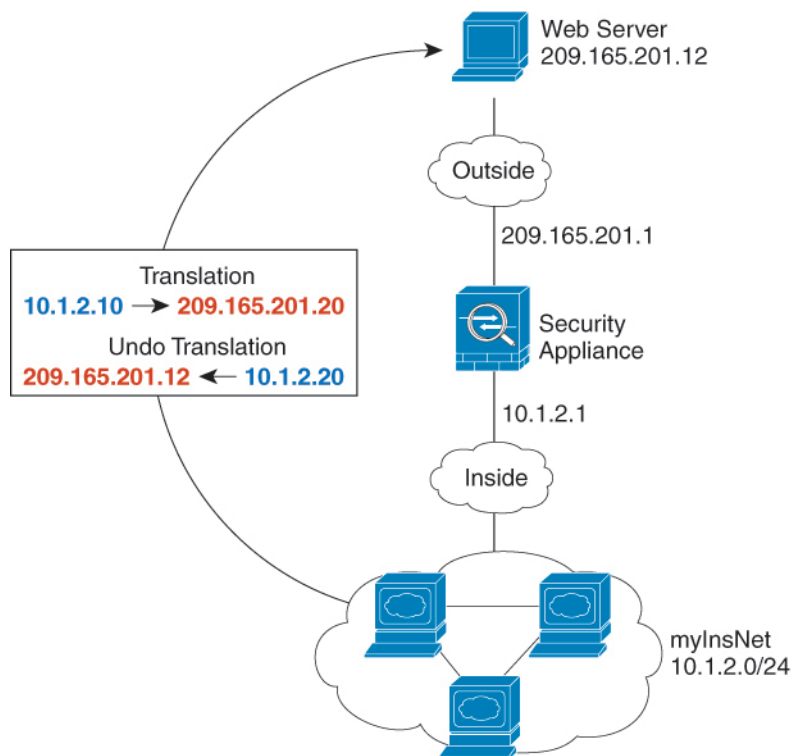 Web Server
209.165.201.12
Outside
209.165.201.1
Translation
10.1.2.10 → 209.165.201.20
Undo Translation
209.165.201.12 ← 10.1.2.20
Security
Appliance
10.1.2.1
Inside
myInsNet
10.1.2.0/24